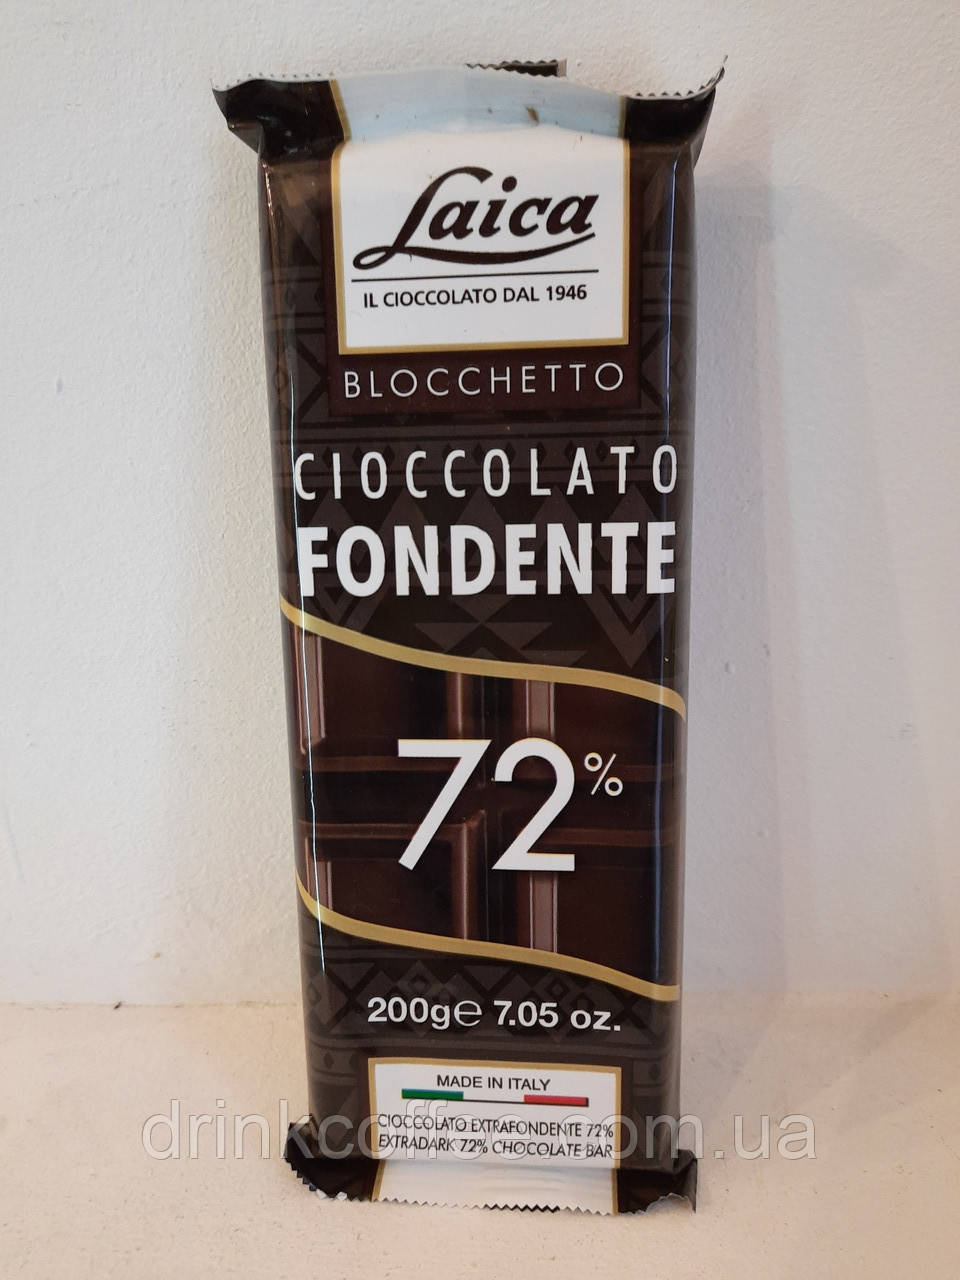 Laica
IL CIOCCOLATO DAL 1946
BLOCCHETTO
CIOCCOLATO
FONDENTE
72%
200g℮ 7.05 oz.
MADE IN ITALY
CIOCCOLATO EXTRAFONDENTE 72%
EXTRADARK 72% CHOCOLATE BAR
drinkcoffee.com.ua